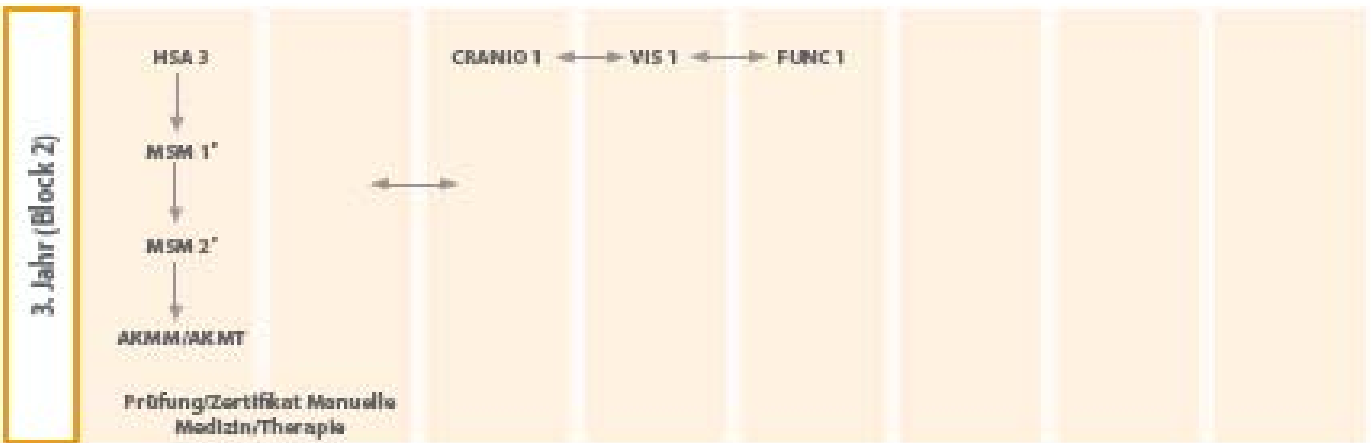 3. Jahr (Block 2)
HSA 3
CRANIO 1
VIS 1
FUNC 1
MSM 1*
MSM 2*
AKMM/AKMT
Prüfung/Zertifikat Manuelle
Medizin/Therapie